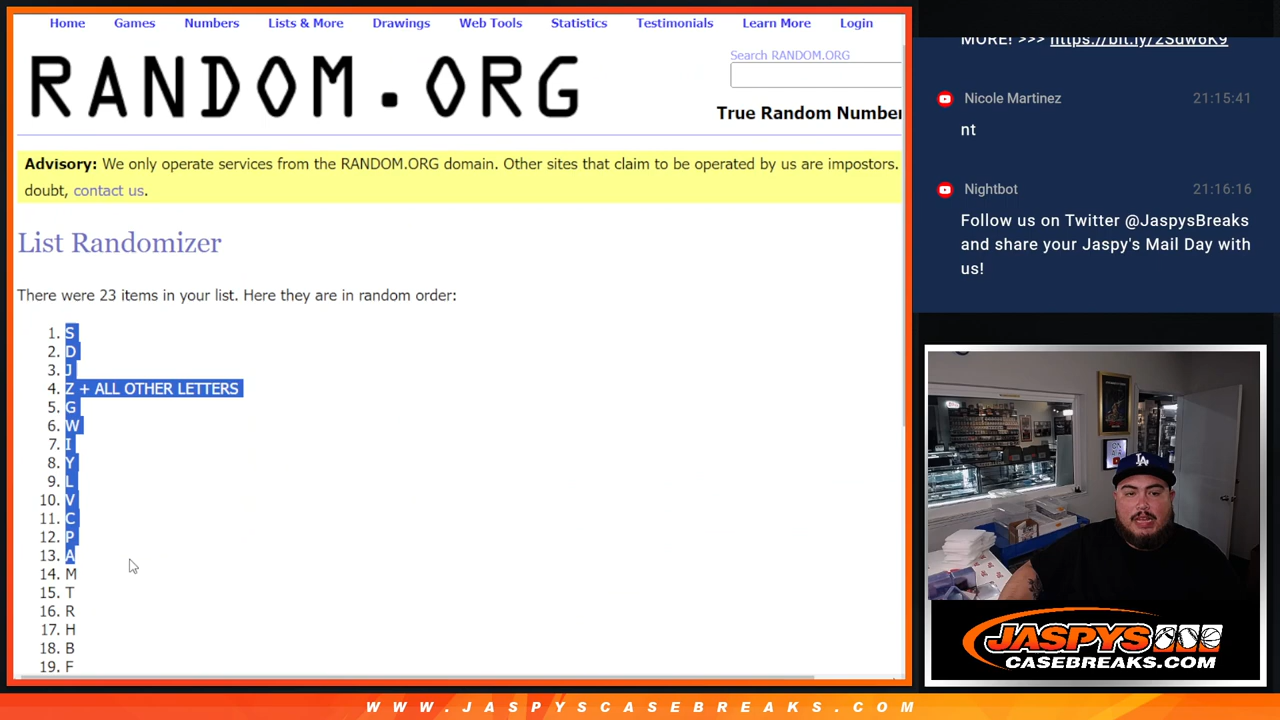 Home Games Numbers Lists & More Drawings Web Tools Statistics Testimonials Learn More Login
RANDOM.ORG
Search RANDOM.ORG
True Random Number
Advisory: We only operate services from the RANDOM.ORG domain. Other sites that claim to be operated by us are impostors.
doubt, contact us.
List Randomizer
There were 23 items in your list. Here they are in random order:
1. S
2. D
3. J
4. Z + ALL OTHER LETTERS
5. G
6. W
7. I
8. Y
9. L
10. V
11. C
12. P
13. A
14. M
15. T
16. R
17. H
18. B
19. F
MORE! >>> https://bit.ly/2Sdw6K9
Nicole Martinez 21:15:41
nt
Nightbot 21:16:16
Follow us on Twitter @JaspysBreaks
and share your Jaspy's Mail Day with
us!
LA
JASPYS
CASEBREAKS.COM
WWW.JASPYSCASEBREAKS.COM